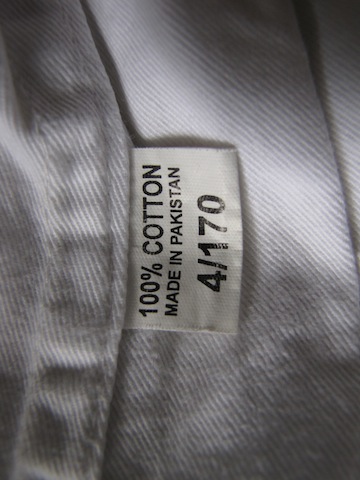 100% COTTON
MADE IN PAKISTAN
4/170